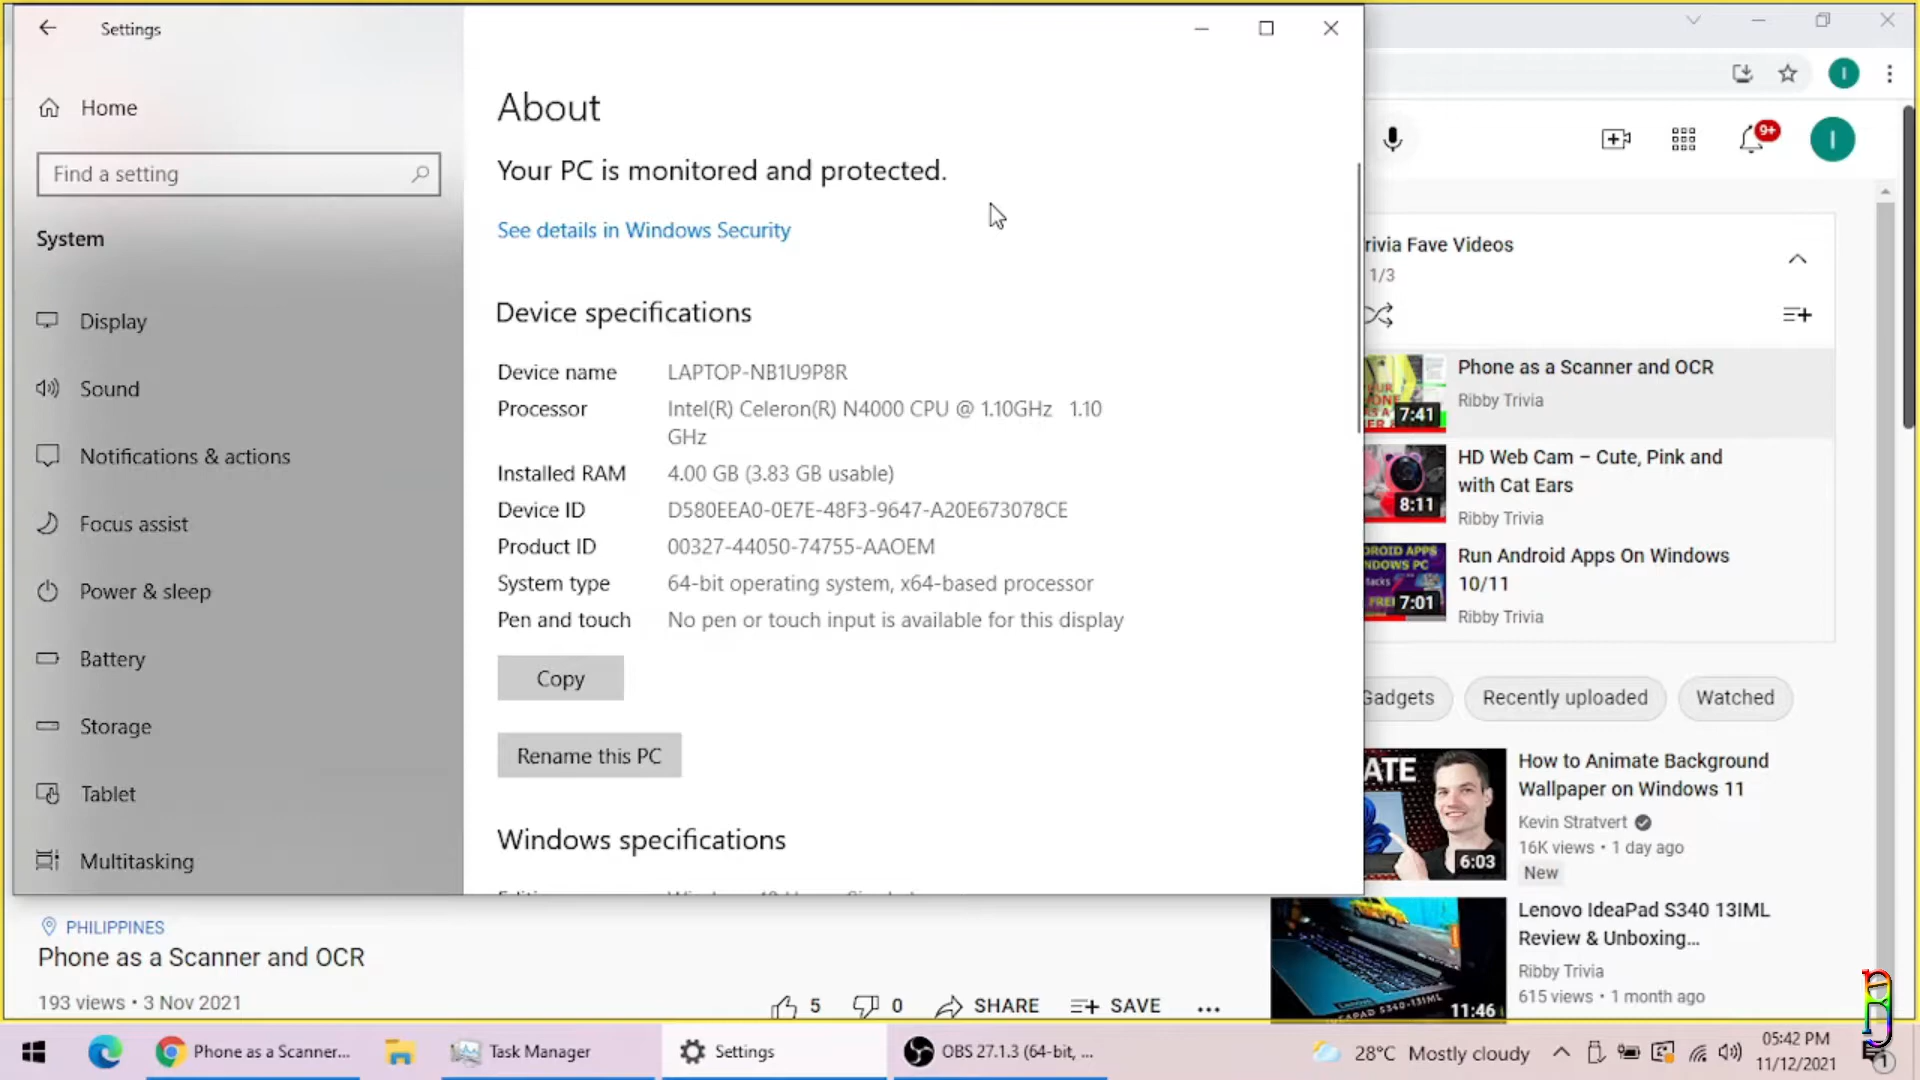 Settings
Home
Find a setting
System
Display
Sound
Notifications & actions
Focus assist
Power & sleep
Battery
Storage
Tablet
Multitasking
About
Your PC is monitored and protected.
See details in Windows Security
Device specifications
Device name LAPTOP-NB1U9P8R
Processor Intel(R) Celeron(R) N4000 CPU @ 1.10GHz 1.10
GHz
Installed RAM 4.00 GB (3.83 GB usable)
Device ID D580EEA0-0E7E-48F3-9647-A20E673078CE
Product ID 00327-44050-74755-AAOEM
System type 64-bit operating system, x64-based processor
Pen and touch No pen or touch input is available for this display
Copy
Rename this PC
Windows specifications
I
9+
I
rivia Fave Videos
1/3
7:41
Phone as a Scanner and OCR
Ribby Trivia
8:11
HD Web Cam – Cute, Pink and
with Cat Ears
Ribby Trivia
7:01
Run Android Apps On Windows
10/11
Ribby Trivia
Gadgets
Recently uploaded
Watched
ATE
6:03
How to Animate Background
Wallpaper on Windows 11
Kevin Stratvert
16K views • 1 day ago
New
11:46
Lenovo IdeaPad S340 13IML
Review & Unboxing...
Ribby Trivia
615 views • 1 month ago
PHILIPPINES
Phone as a Scanner and OCR
193 views • 3 Nov 2021
5
0
SHARE
SAVE
Phone as a Scanner...
Task Manager
Settings
OBS 27.1.3 (64-bit, ...
28°C Mostly cloudy
05:42 PM
11/12/2021
1